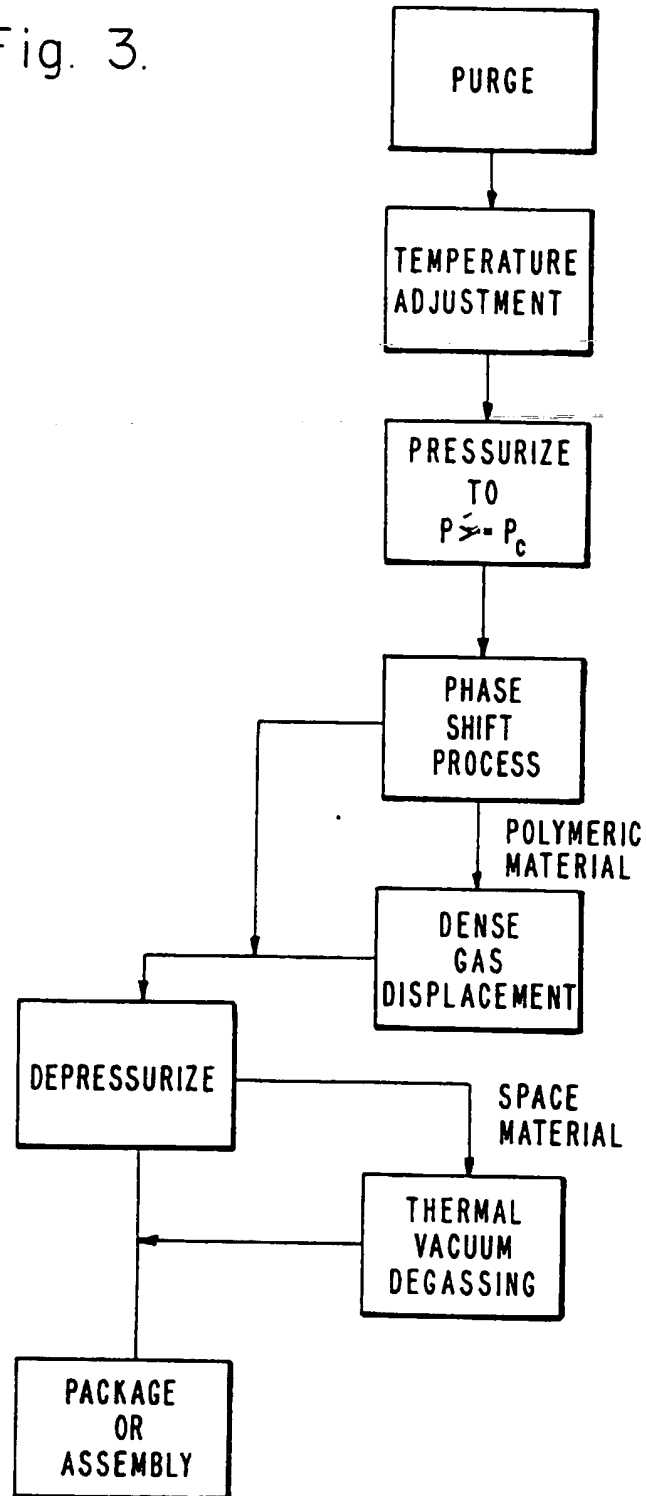 Fig. 3.
PURGE
TEMPERATURE
ADJUSTMENT
PRESSURIZE
TO
P ≥ P_c
PHASE
SHIFT
PROCESS
POLYMERIC
MATERIAL
DENSE
GAS
DISPLACEMENT
DEPRESSURIZE
SPACE
MATERIAL
THERMAL
VACUUM
DEGASSING
PACKAGE
OR
ASSEMBLY